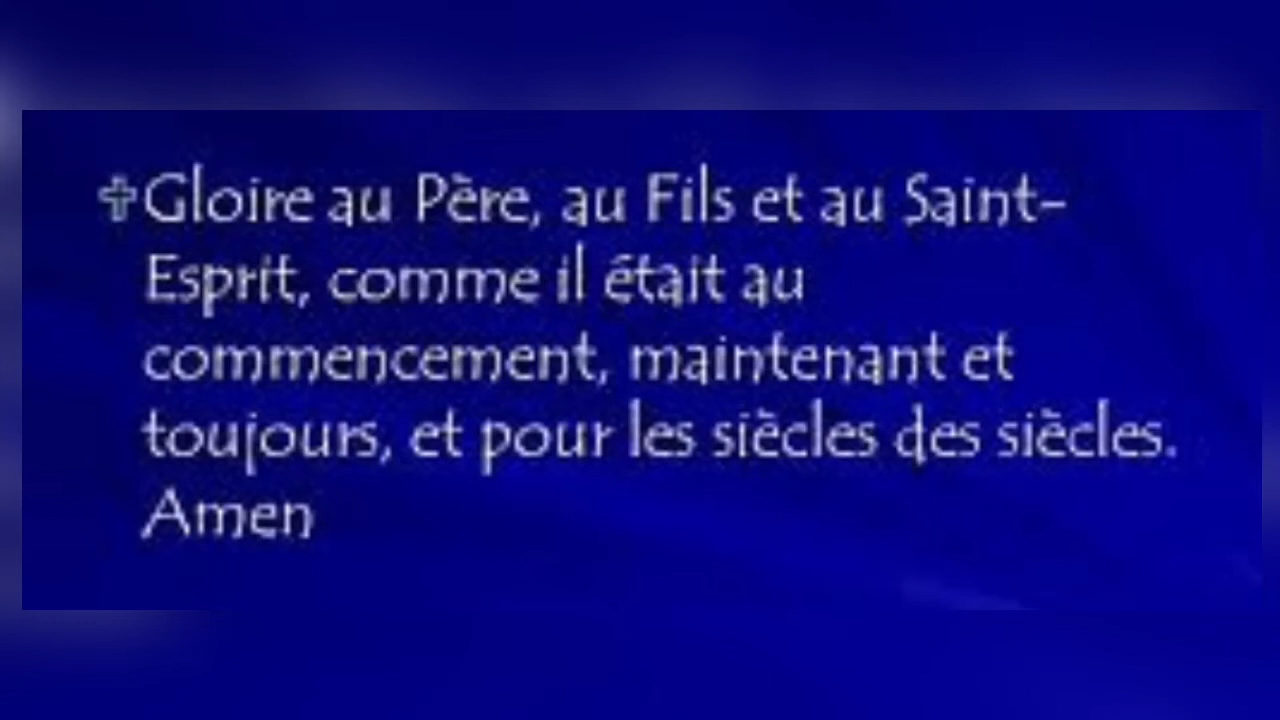 ✞Gloire au Père, au Fils et au Saint-
Esprit, comme il était au
commencement, maintenant et
toujours, et pour les siècles des siècles.
Amen